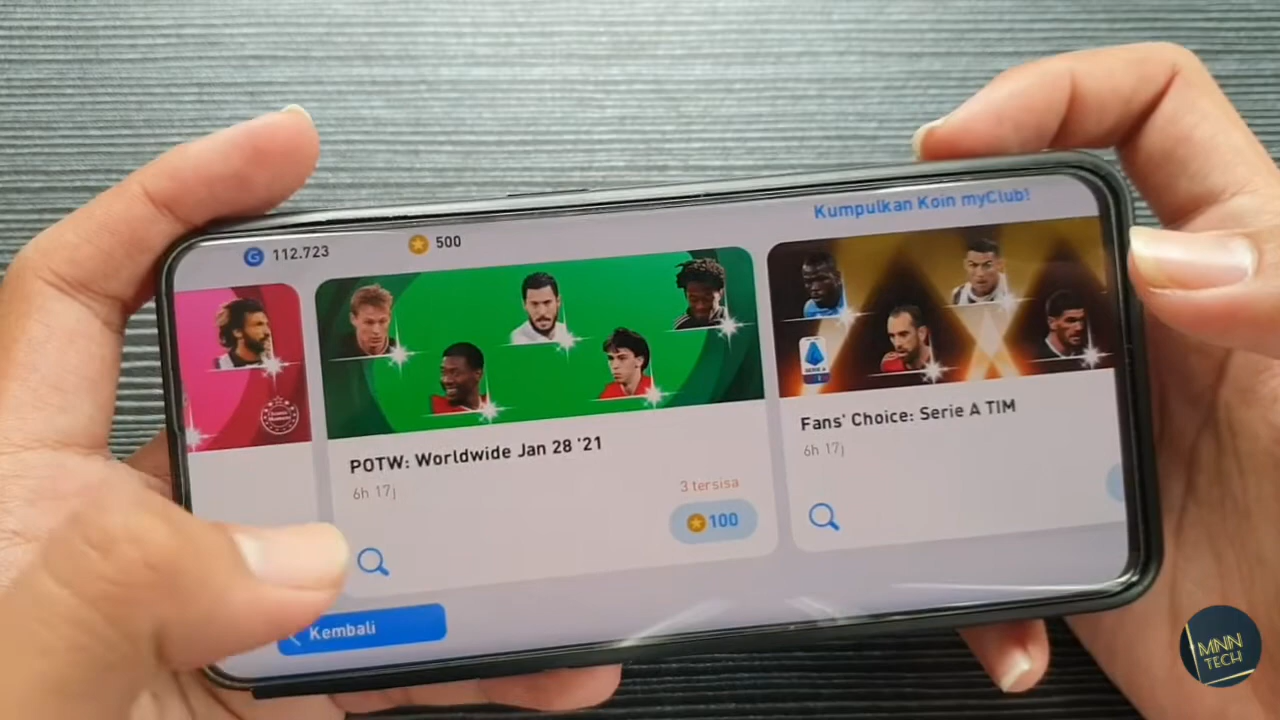 112.723
500
Kumpulkan Koin myClub!
POTW: Worldwide Jan 28 '21
6h 17j
3 tersisa
100
SERIE A
Fans' Choice: Serie A TIM
6h 17j
Kembali
MNN
TECH